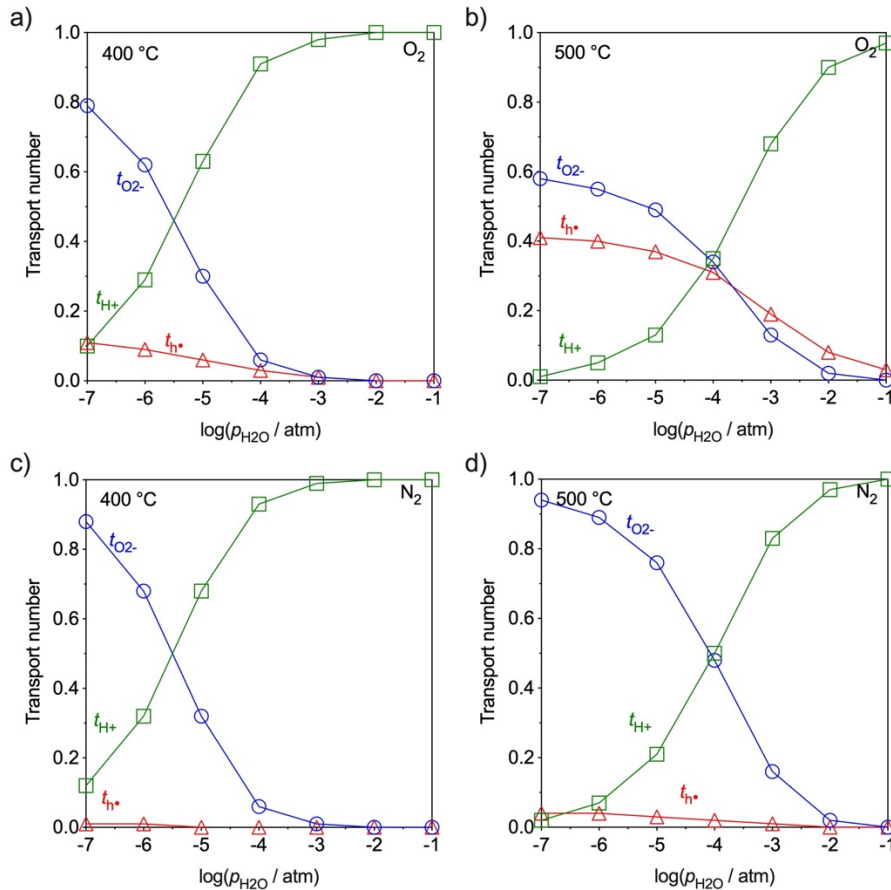 a)
400 °C
O2
1.0
0.8
0.6
0.4
0.2
0.0
Transport number
tO2-
tH+
th•
-7 -6 -5 -4 -3 -2 -1
log(pH2O / atm)
b)
500 °C
O2
1.0
0.8
0.6
0.4
0.2
0.0
Transport number
tO2-
th•
tH+
-7 -6 -5 -4 -3 -2 -1
log(pH2O / atm)
c)
400 °C
N2
1.0
0.8
0.6
0.4
0.2
0.0
Transport number
tO2-
tH+
th•
-7 -6 -5 -4 -3 -2 -1
log(pH2O / atm)
d)
500 °C
N2
1.0
0.8
0.6
0.4
0.2
0.0
Transport number
tO2-
tH+
th•
-7 -6 -5 -4 -3 -2 -1
log(pH2O / atm)